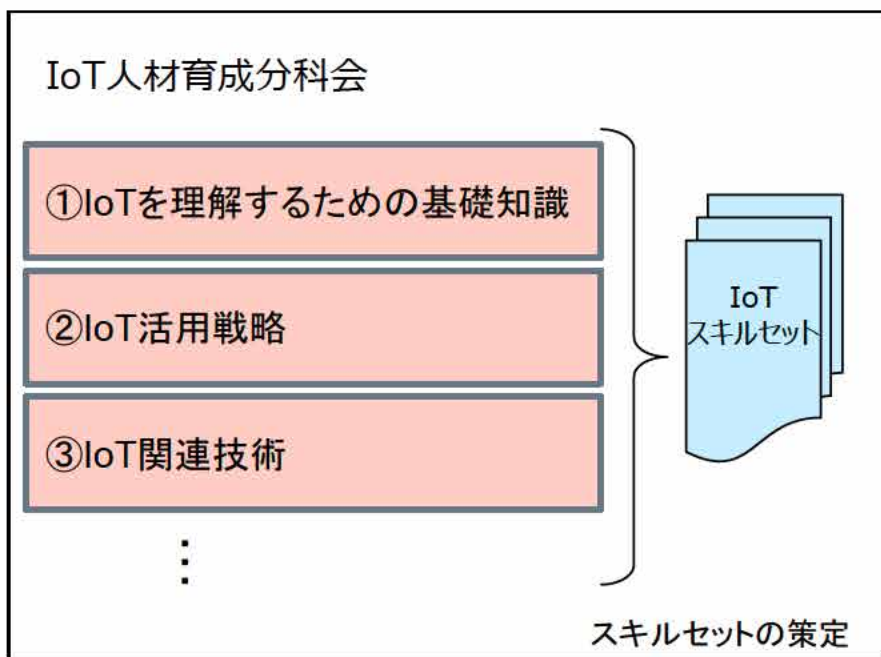 IoT人材育成分科会
①IoTを理解するための基礎知識
②IoT活用戦略
③IoT関連技術
⋮
IoT
スキルセット
スキルセットの策定